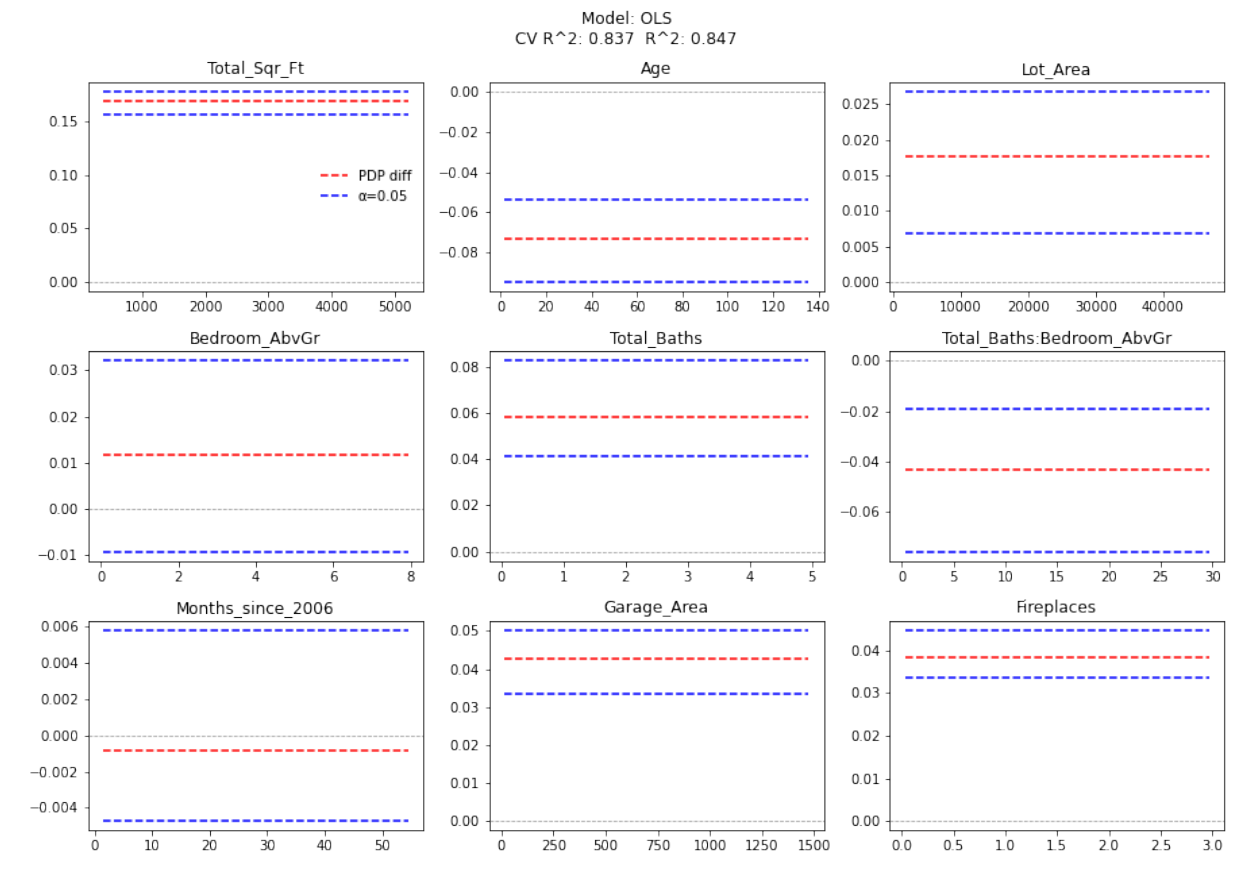 Model: OLS
CV R^2: 0.837  R^2: 0.847
Total_Sqr_Ft
0.15
0.10
0.05
0.00
PDP diff
α=0.05
1000 2000 3000 4000 5000
Age
0.00
−0.02
−0.04
−0.06
−0.08
0 20 40 60 80 100 120 140
Lot_Area
0.025
0.020
0.015
0.010
0.005
0.000
0 10000 20000 30000 40000
Bedroom_AbvGr
0.03
0.02
0.01
0.00
−0.01
0 2 4 6 8
Total_Baths
0.08
0.06
0.04
0.02
0.00
0 1 2 3 4 5
Total_Baths:Bedroom_AbvGr
0.00
−0.02
−0.04
−0.06
0 5 10 15 20 25 30
Months_since_2006
0.006
0.004
0.002
0.000
−0.002
−0.004
0 10 20 30 40 50
Garage_Area
0.05
0.04
0.03
0.02
0.01
0.00
0 250 500 750 1000 1250 1500
Fireplaces
0.04
0.03
0.02
0.01
0.00
0.0 0.5 1.0 1.5 2.0 2.5 3.0